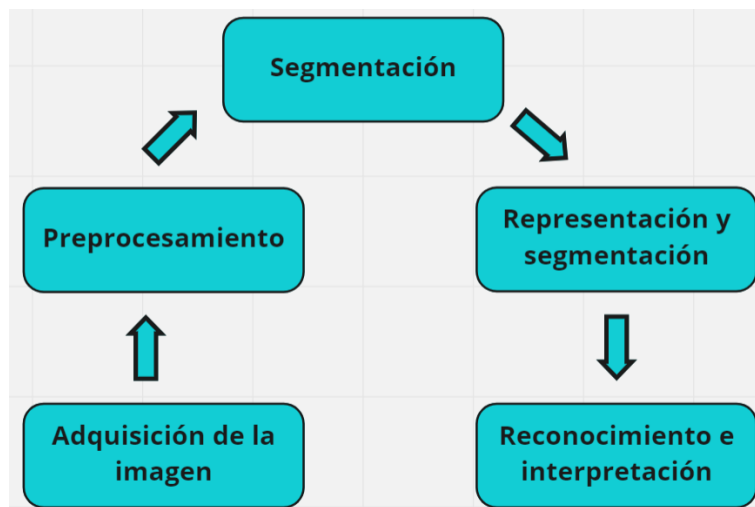 Segmentación
Preprocesamiento
Representación y
segmentación
Adquisición de la
imagen
Reconocimiento e
interpretación